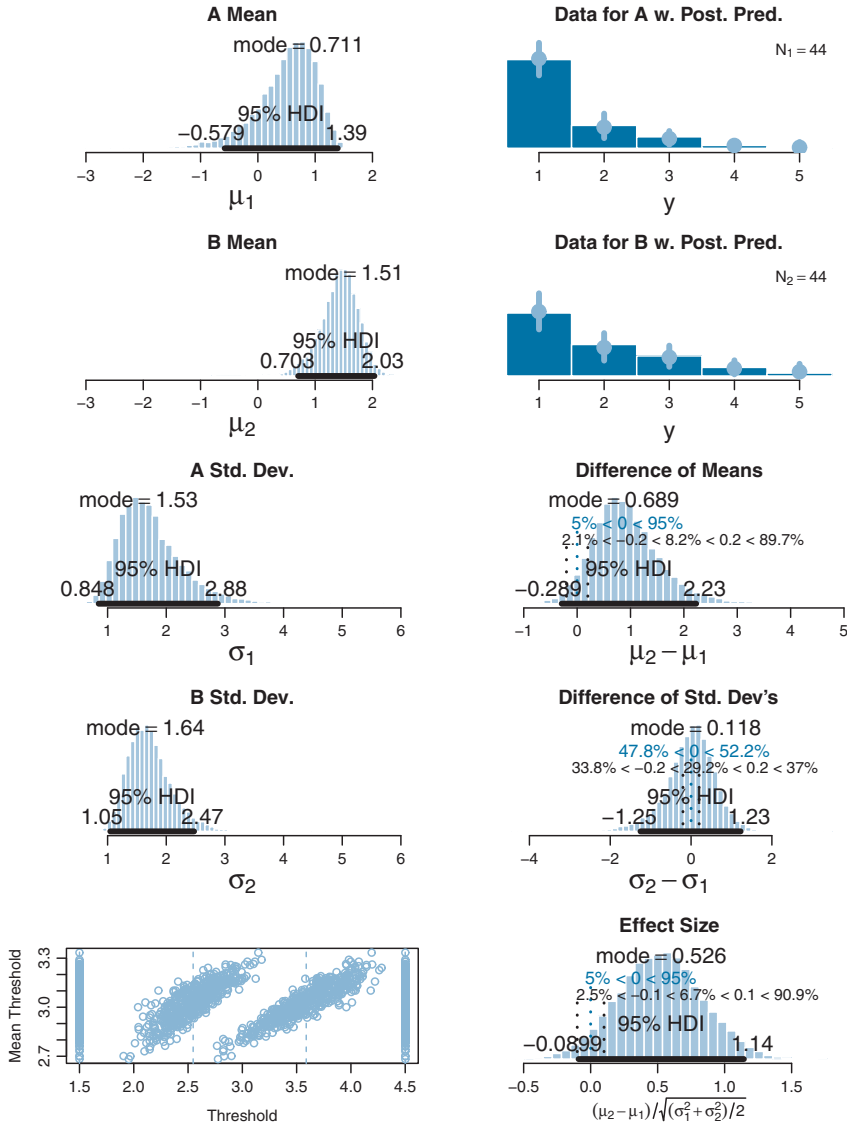 A Mean
mode = 0.711
95% HDI
−0.579 1.39
−3 −2 −1 0 1 2
μ1
Data for A w. Post. Pred.
N1 = 44
1 2 3 4 5
y
B Mean
mode = 1.51
95% HDI
0.703 2.03
−3 −2 −1 0 1 2
μ2
Data for B w. Post. Pred.
N2 = 44
1 2 3 4 5
y
A Std. Dev.
mode = 1.53
95% HDI
0.848 2.88
1 2 3 4 5 6
σ1
Difference of Means
mode = 0.689
5% < 0 < 95%
2.1% < −0.2 < 8.2% < 0.2 < 89.7%
95% HDI
−0.289 2.23
−1 0 1 2 3 4 5
μ2 − μ1
B Std. Dev.
mode = 1.64
95% HDI
1.05 2.47
1 2 3 4 5 6
σ2
Difference of Std. Dev's
mode = 0.118
47.8% < 0 < 52.2%
33.8% < −0.2 < 29.2% < 0.2 < 37%
95% HDI
−1.25 1.23
−4 −2 0 2
σ2 − σ1
Mean Threshold
3.3
3.0
2.7
1.5 2.0 2.5 3.0 3.5 4.0 4.5
Threshold
Effect Size
mode = 0.526
5% < 0 < 95%
2.5% < −0.1 < 6.7% < 0.1 < 90.9%
95% HDI
−0.0899 1.14
−0.5 0.0 0.5 1.0 1.5
(μ2 − μ1)/√(σ1² + σ2²)/2